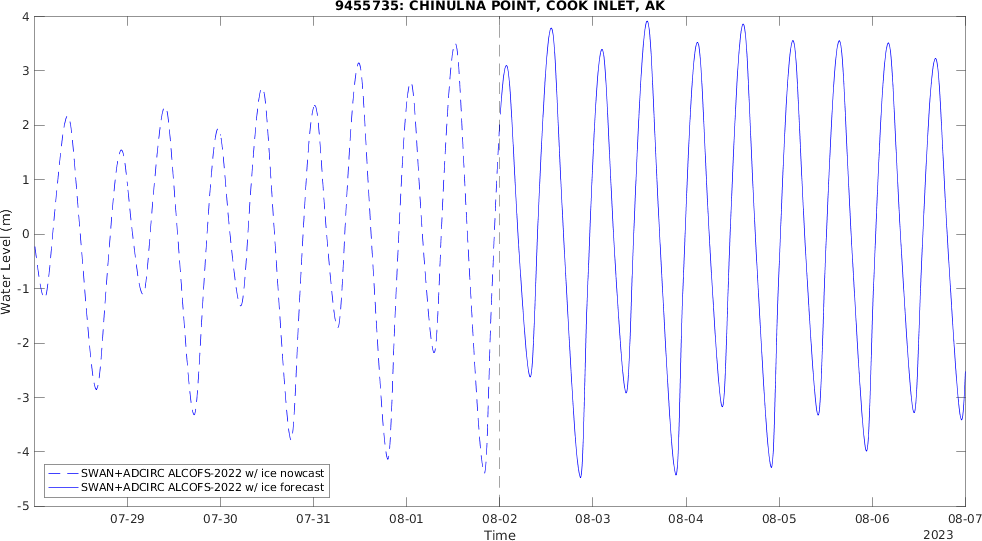 9455735: CHINULNA POINT, COOK INLET, AK
4
3
2
1
0
-1
-2
-3
-4
-5
Water Level (m)
SWAN+ADCIRC ALCOFS-2022 w/ ice nowcast
SWAN+ADCIRC ALCOFS-2022 w/ ice forecast
07-29 07-30 07-31 08-01 08-02 08-03 08-04 08-05 08-06 08-07
Time
2023